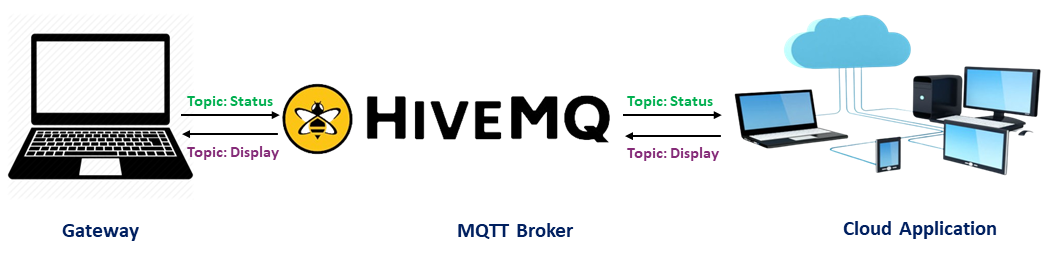 Topic: Status
Topic: Display
HIVEMQ
Topic: Status
Topic: Display
Gateway
MQTT Broker
Cloud Application